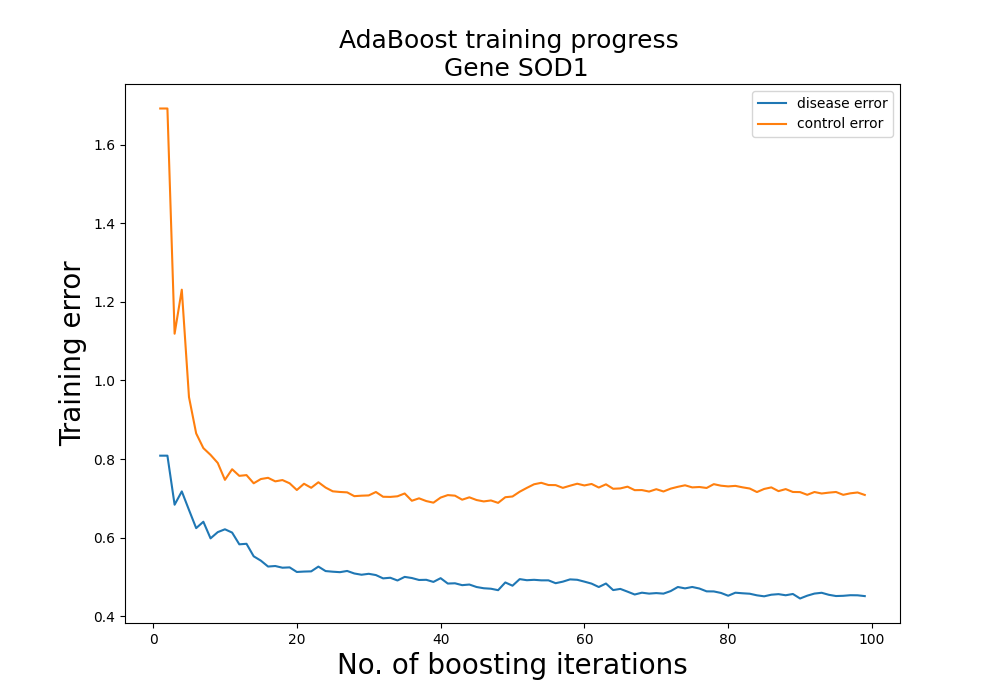 AdaBoost training progress
Gene SOD1
disease error
control error
1.6
1.4
1.2
1.0
0.8
0.6
0.4
Training error
0 20 40 60 80 100
No. of boosting iterations